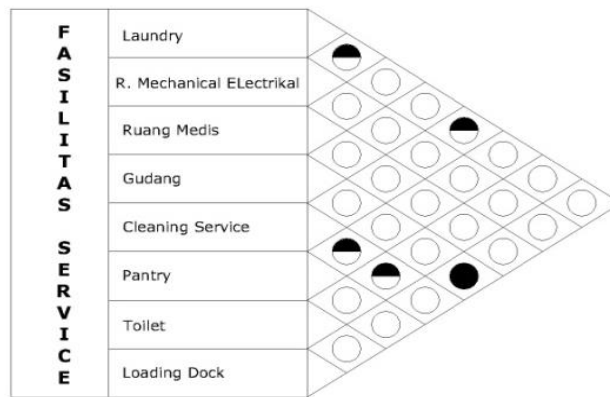 FASILITAS SERVICE
Laundry
R. Mechanical ELectrikal
Ruang Medis
Gudang
Cleaning Service
Pantry
Toilet
Loading Dock